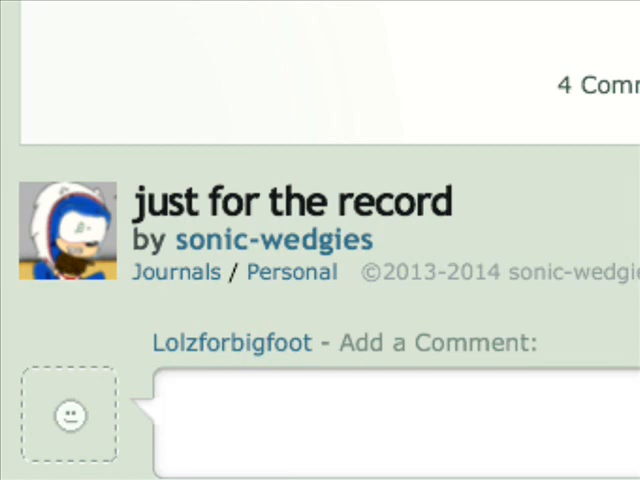 4 Comm
just for the record
by sonic-wedgies
Journals / Personal ©2013-2014 sonic-wedgie
Lolzforbigfoot - Add a Comment: